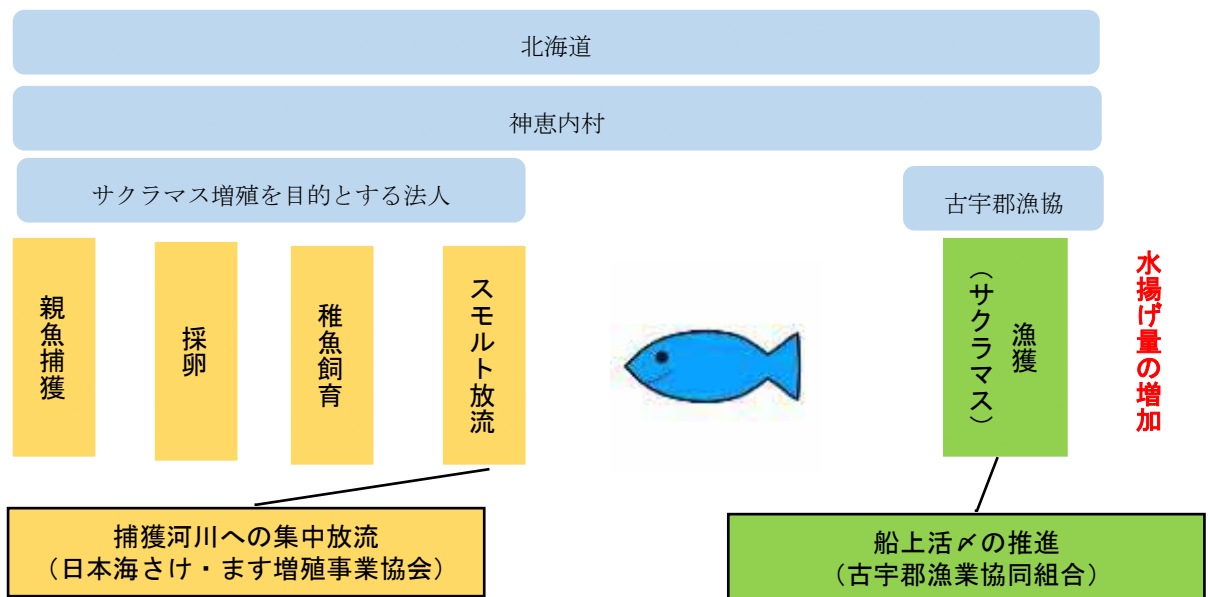 北海道
神恵内村
サクラマス増殖を目的とする法人
古宇郡漁協
親魚捕獲
採卵
稚魚飼育
スモルト放流
漁獲
（サクラマス）
水揚げ量の増加
捕獲河川への集中放流
（日本海さけ・ます増殖事業協会）
船上活〆の推進
（古宇郡漁業協同組合）